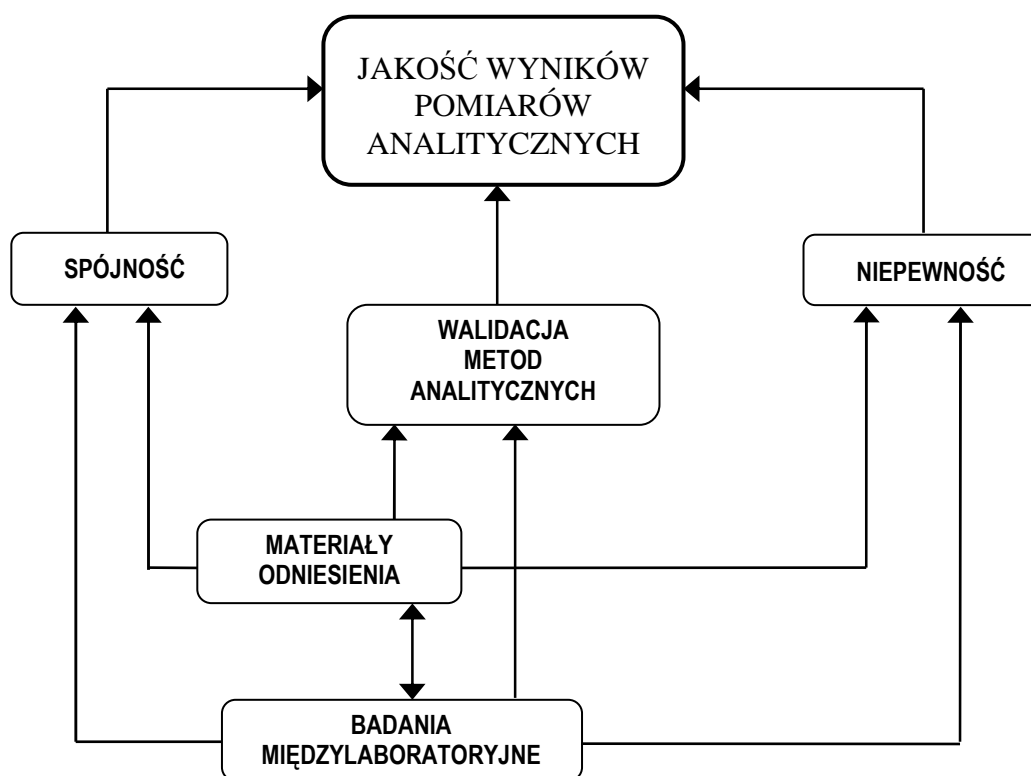 JAKOŚĆ WYNIKÓW
POMIARÓW
ANALITYCZNYCH
SPÓJNOŚĆ
NIEPEWNOŚĆ
WALIDACJA
METOD
ANALITYCZNYCH
MATERIAŁY
ODNIESIENIA
BADANIA
MIĘDZYLABORATORYJNE